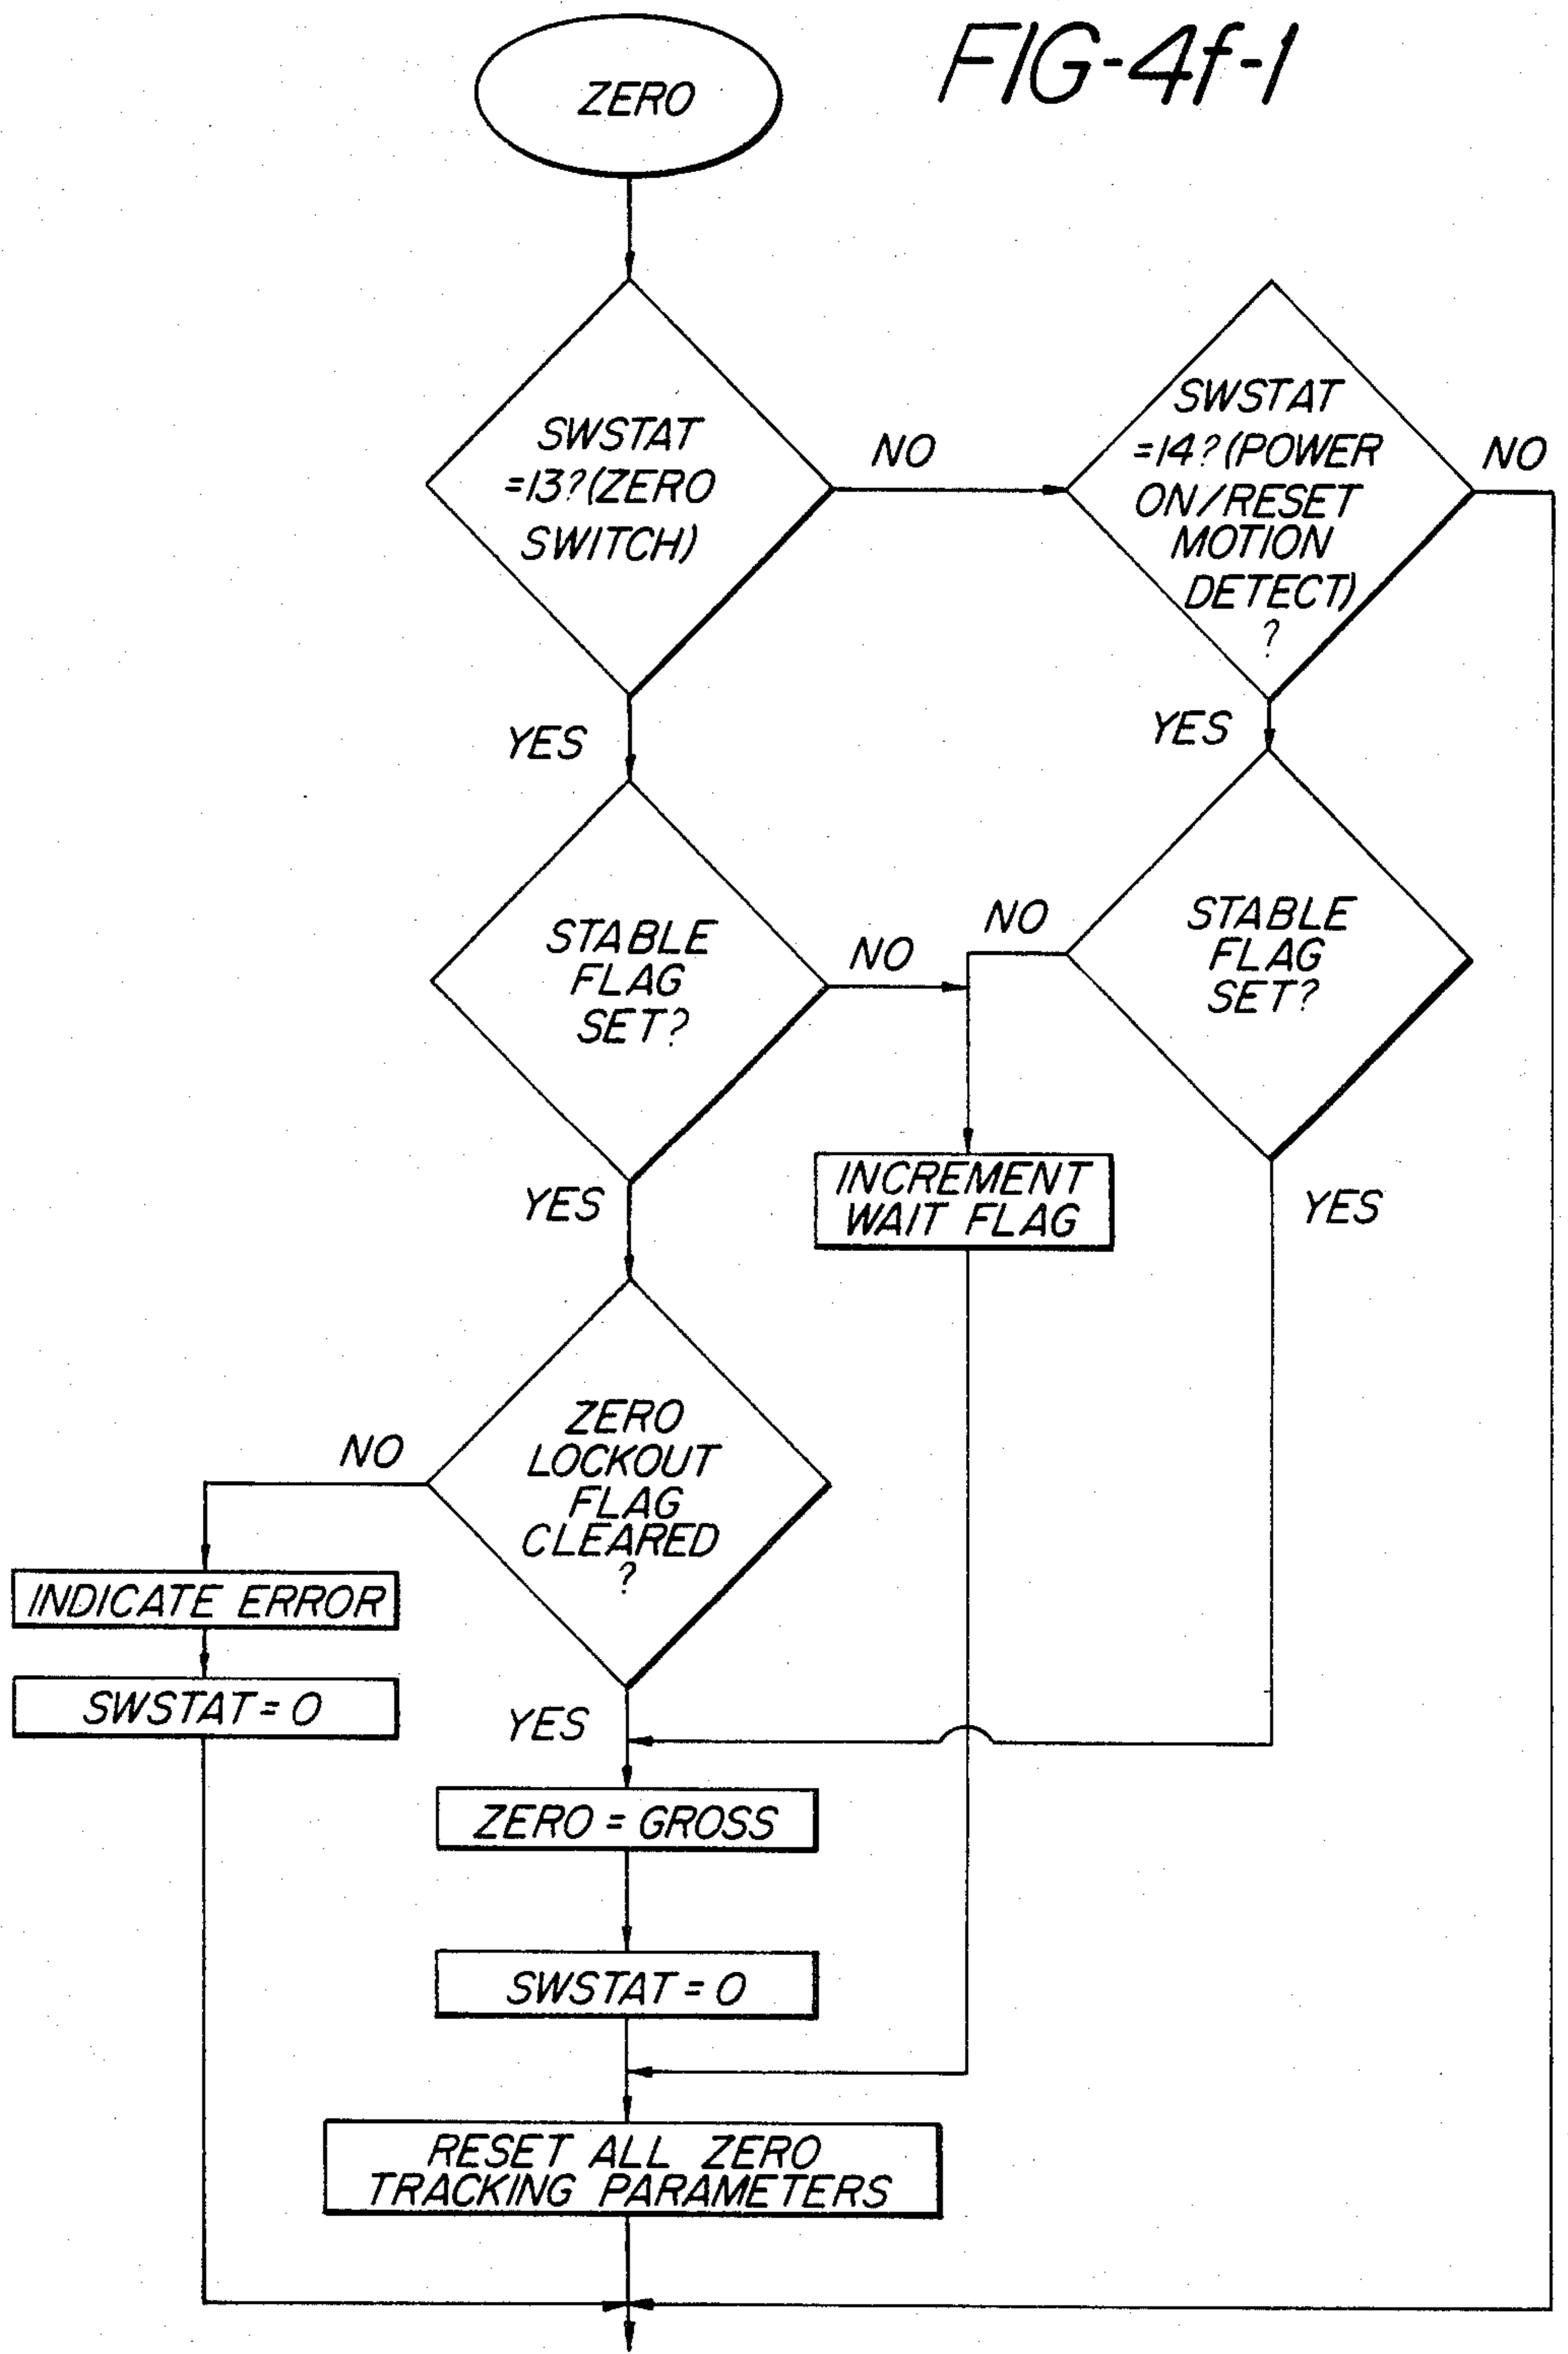 FIG-4f-1
ZERO
SWSTAT
=13?(ZERO
SWITCH)
NO
SWSTAT
=14?(POWER
ON/RESET
MOTION
DETECT)
?
NO
YES
YES
STABLE
FLAG
SET?
NO
NO
STABLE
FLAG
SET?
YES
INCREMENT
WAIT FLAG
YES
ZERO
LOCKOUT
FLAG
CLEARED
?
NO
INDICATE ERROR
SWSTAT = 0
YES
ZERO = GROSS
SWSTAT = 0
RESET ALL ZERO
TRACKING PARAMETERS